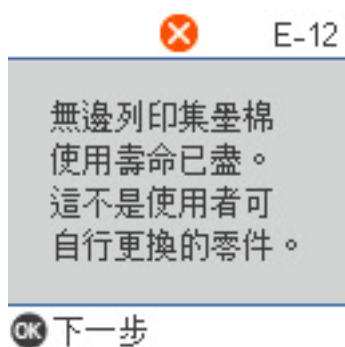 E-12
無邊列印集墨棉
使用壽命已盡。
這不是使用者可
自行更換的零件。
OK 下一步